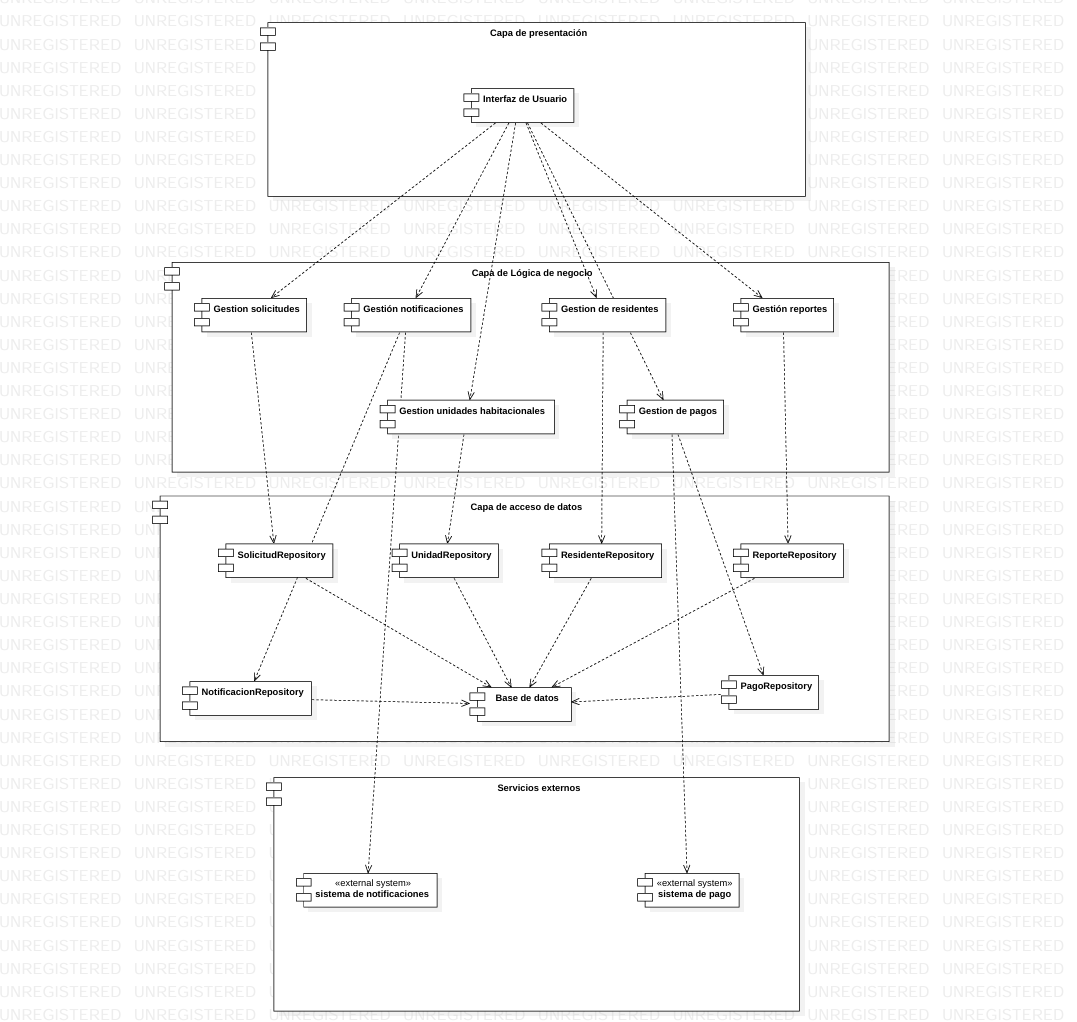 Capa de presentación
Interfaz de Usuario
Capa de Lógica de negocio
Gestion solicitudes
Gestión notificaciones
Gestion de residentes
Gestión reportes
Gestion unidades habitacionales
Gestion de pagos
Capa de acceso de datos
SolicitudRepository
UnidadRepository
ResidenteRepository
ReporteRepository
NotificacionRepository
Base de datos
PagoRepository
Servicios externos
«external system»
sistema de notificaciones
«external system»
sistema de pago
UNREGISTERED